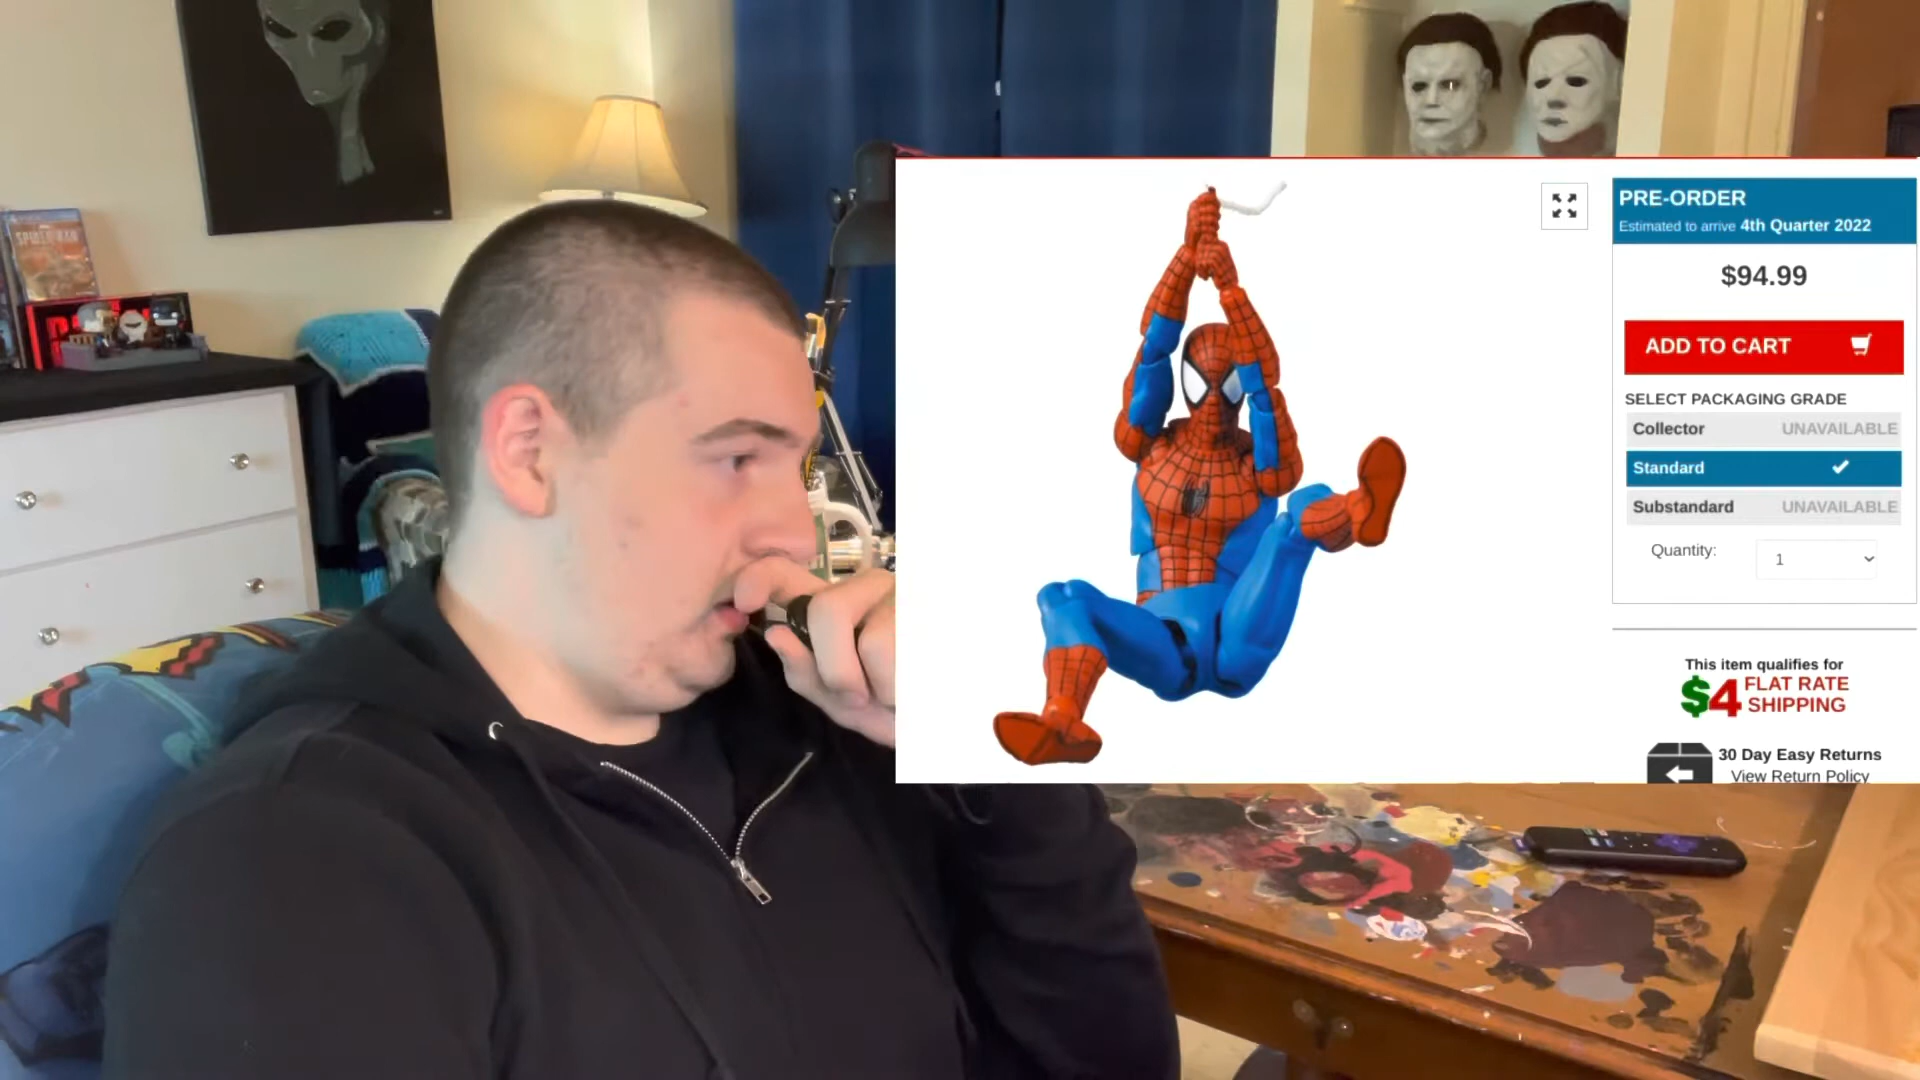 SPIDER-MAN
PRE-ORDER
Estimated to arrive 4th Quarter 2022
$94.99
ADD TO CART
SELECT PACKAGING GRADE
Collector UNAVAILABLE
Standard
Substandard UNAVAILABLE
Quantity: 1
This item qualifies for
$4 FLAT RATE
SHIPPING
30 Day Easy Returns
View Return Policy